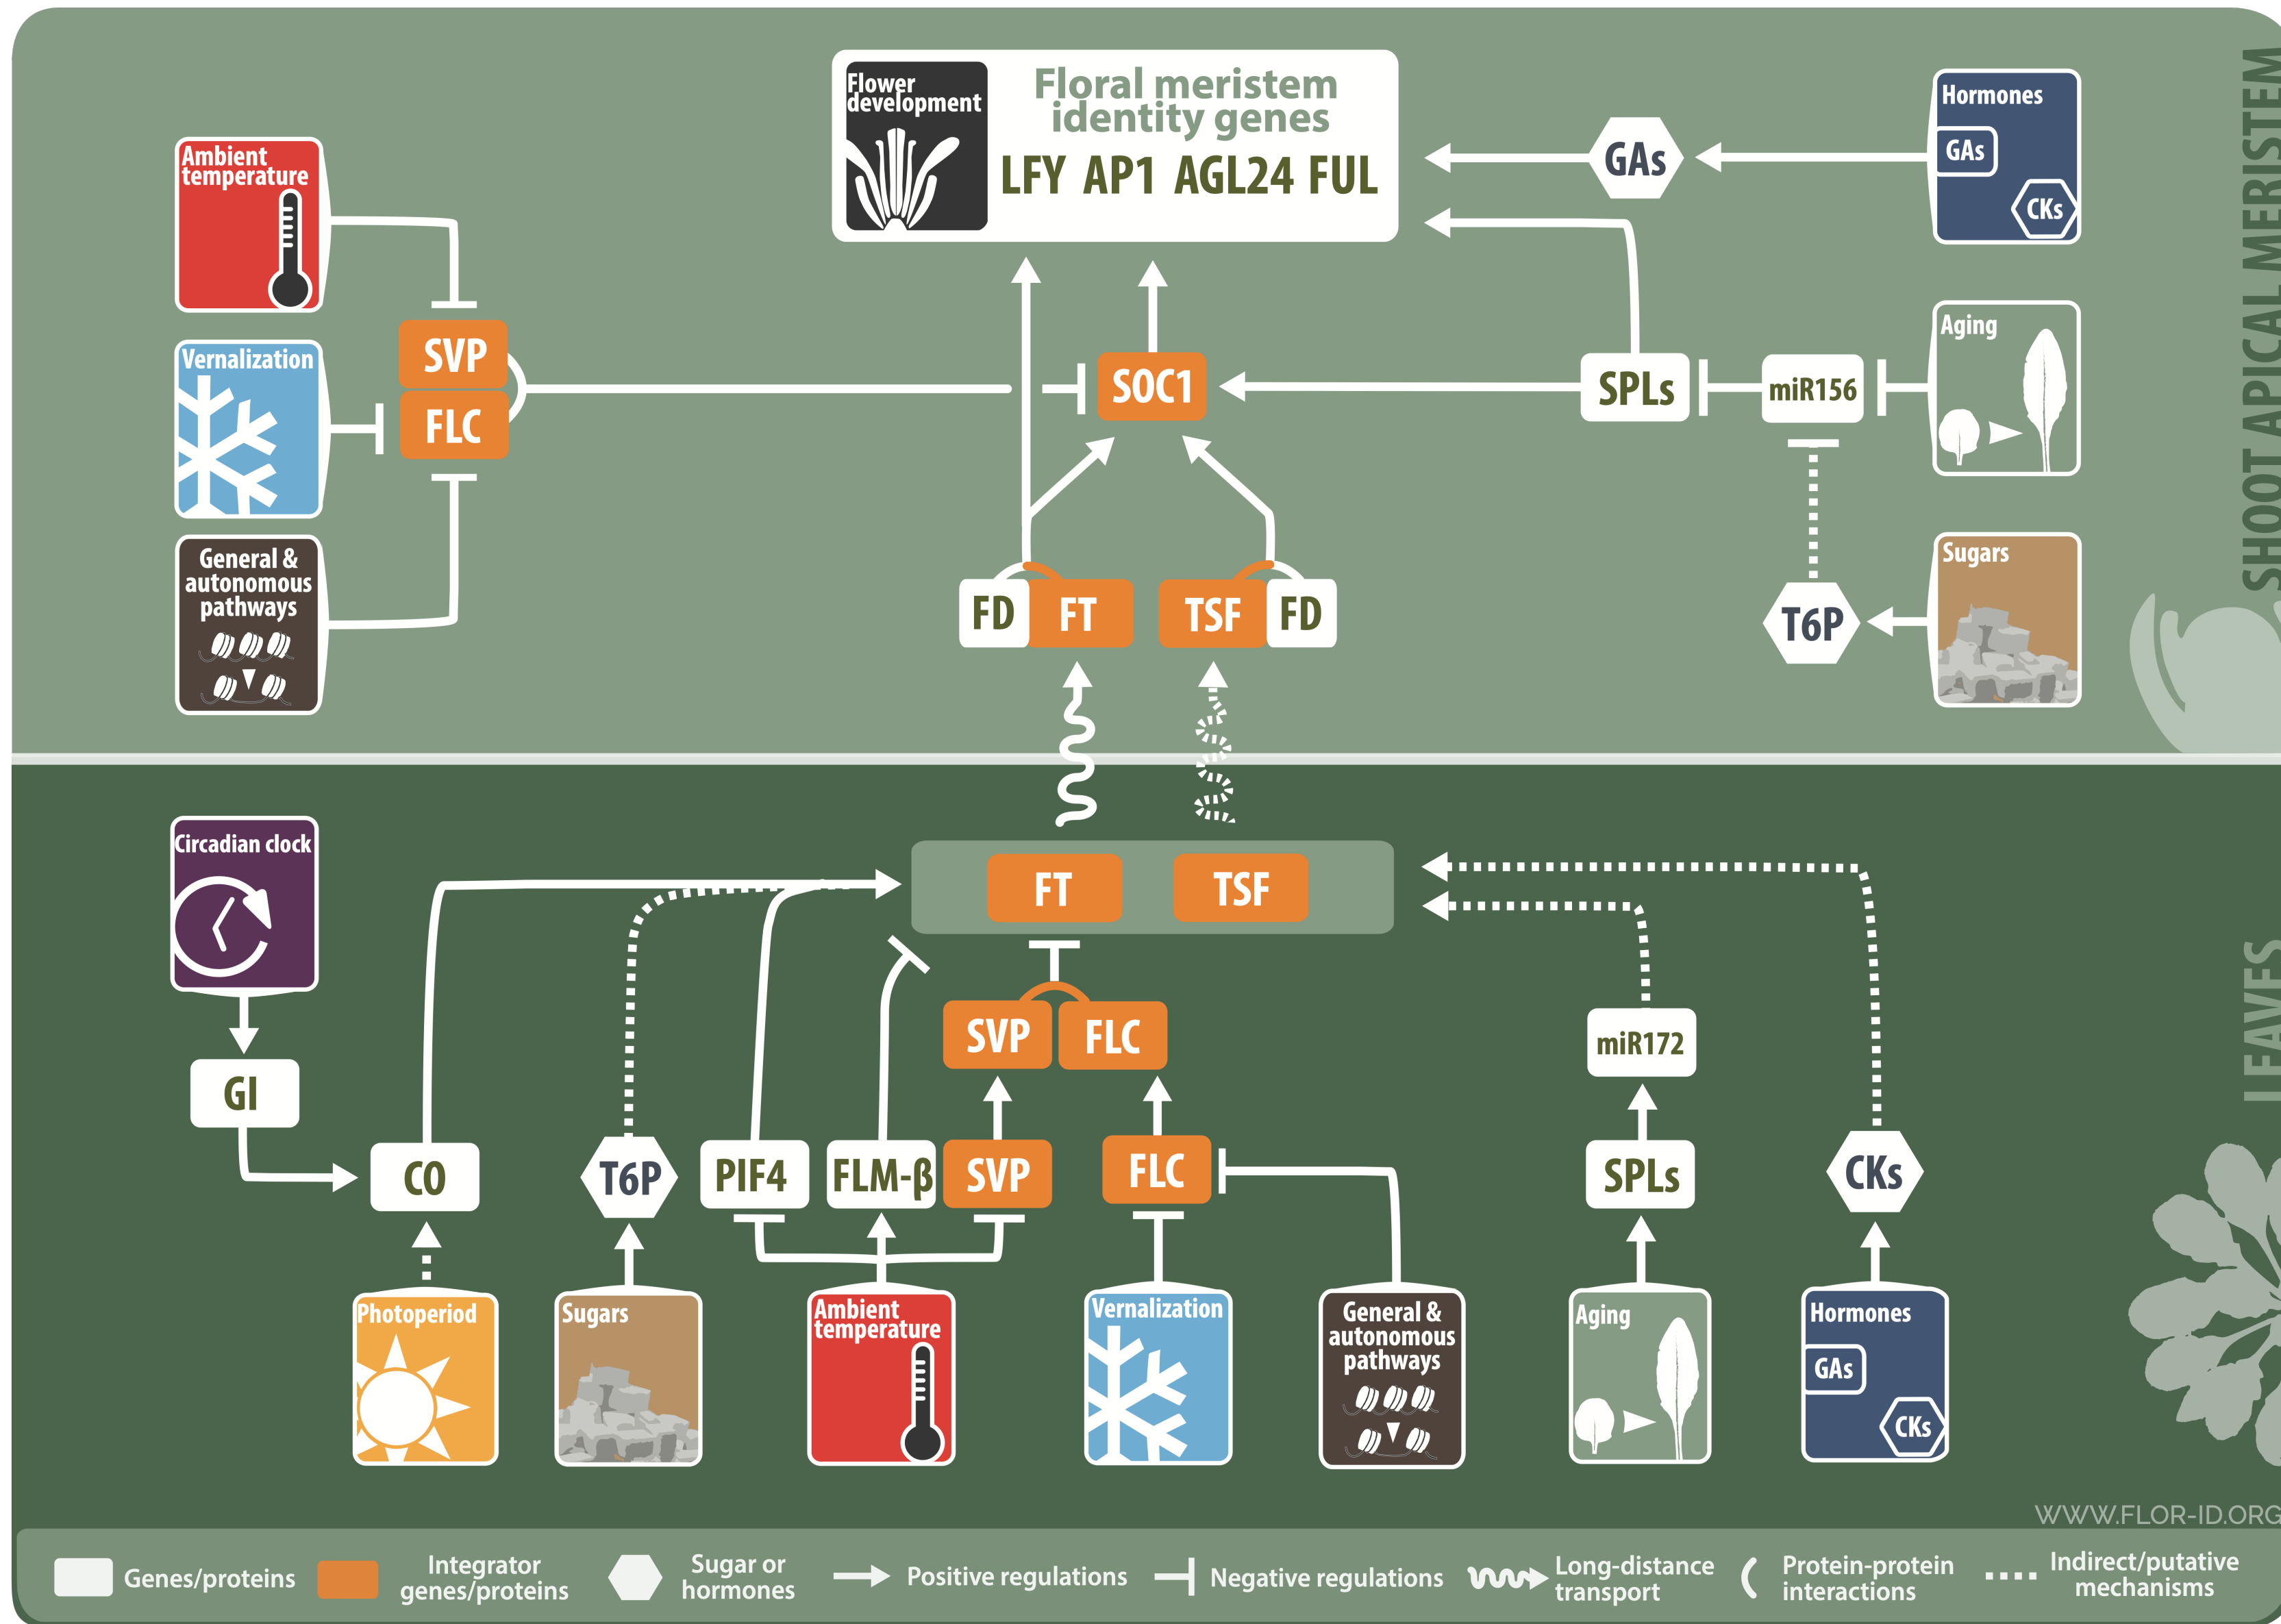 Flower
development
Floral meristem
identity genes
LFY AP1 AGL24 FUL
Ambient
temperature
Vernalization
General &
autonomous
pathways
SVP
FLC
SOC1
GAs
Hormones
GAs
CKs
SPLs
miR156
Aging
T6P
Sugars
FD
FT
TSF
FD
SHOOT APICAL MERISTEM
Circadian clock
GI
CO
FT
TSF
SVP
FLC
miR172
T6P
PIF4
FLM-β
SVP
FLC
SPLs
CKs
Photoperiod
Sugars
Ambient
temperature
Vernalization
General &
autonomous
pathways
Aging
Hormones
GAs
CKs
LEAVES
WWW.FLOR-ID.ORG
Genes/proteins
Integrator
genes/proteins
Sugar or
hormones
Positive regulations
Negative regulations
Long-distance
transport
Protein-protein
interactions
Indirect/putative
mechanisms